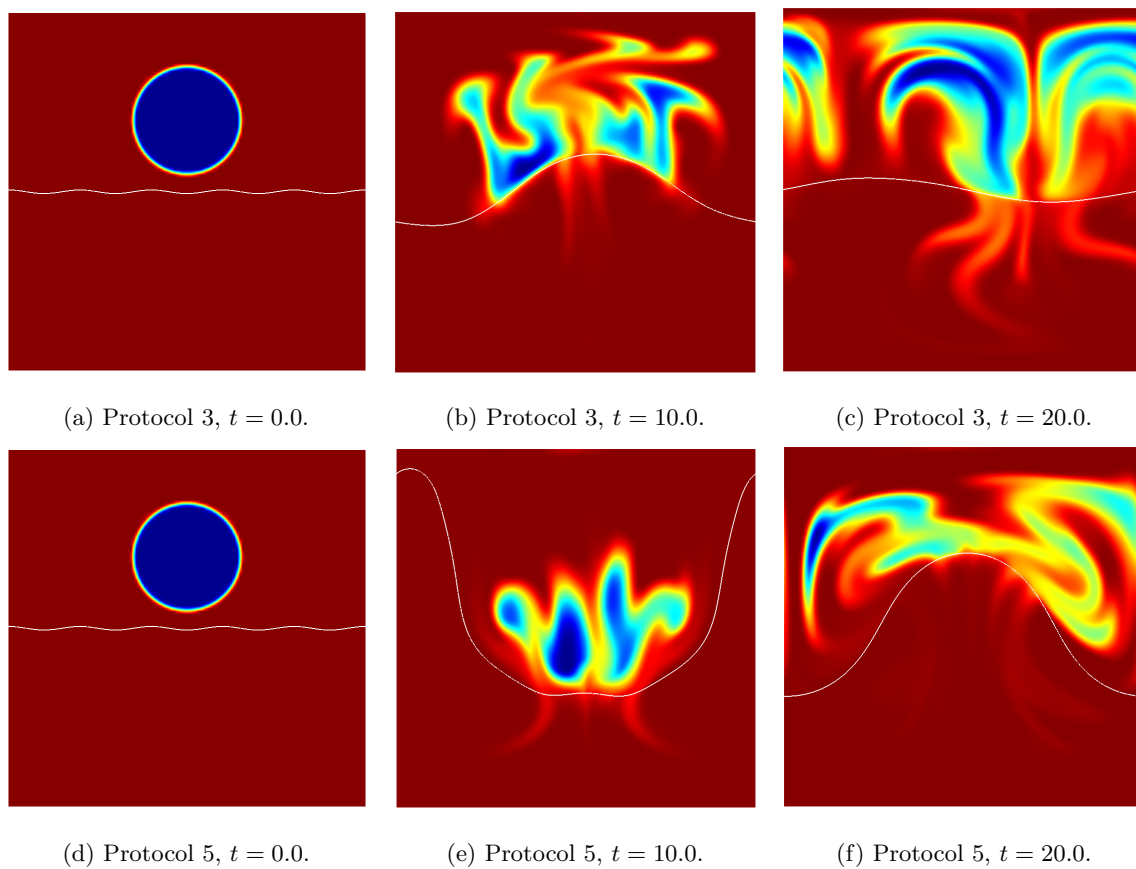 (a) Protocol 3, t = 0.0.
(b) Protocol 3, t = 10.0.
(c) Protocol 3, t = 20.0.
(d) Protocol 5, t = 0.0.
(e) Protocol 5, t = 10.0.
(f) Protocol 5, t = 20.0.